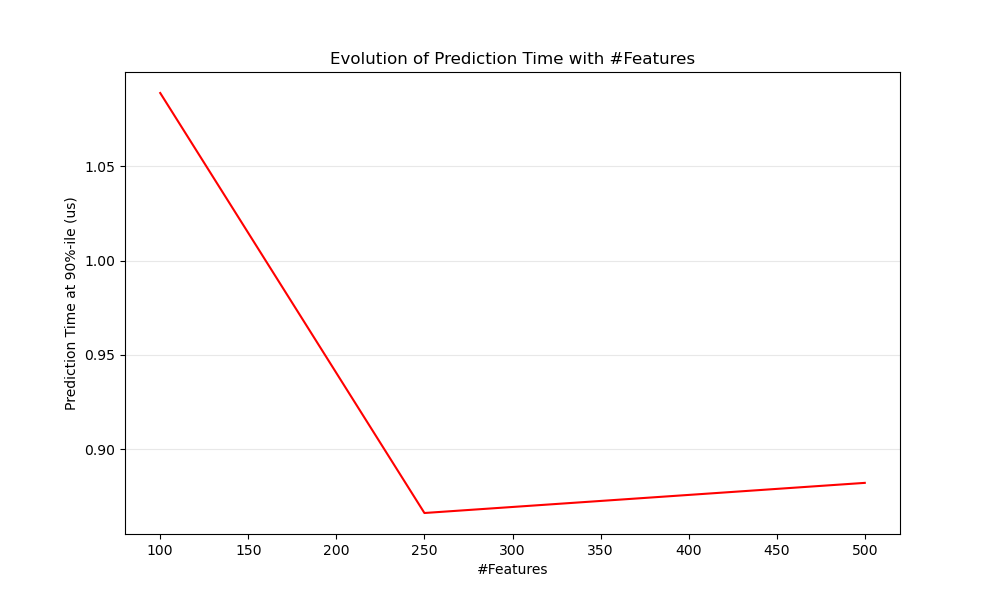 Evolution of Prediction Time with #Features
Prediction Time at 90%-ile (us)
1.05
1.00
0.95
0.90
100 150 200 250 300 350 400 450 500
#Features